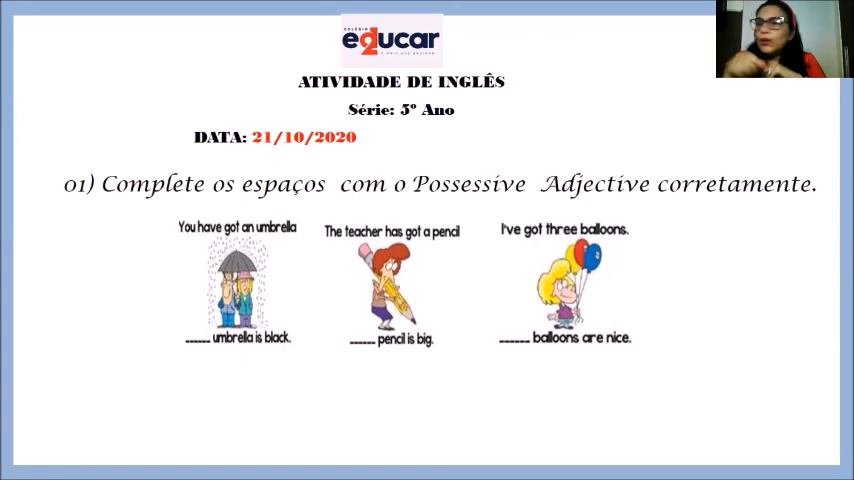 COLÉGIO
educar
ATIVIDADE DE INGLÊS
Série: 5º Ano
DATA: 21/10/2020
01) Complete os espaços com o Possessive Adjective corretamente.
You have got an umbrella
The teacher has got a pencil
I've got three balloons.
______ umbrella is black.
______ pencil is big.
______ balloons are nice.